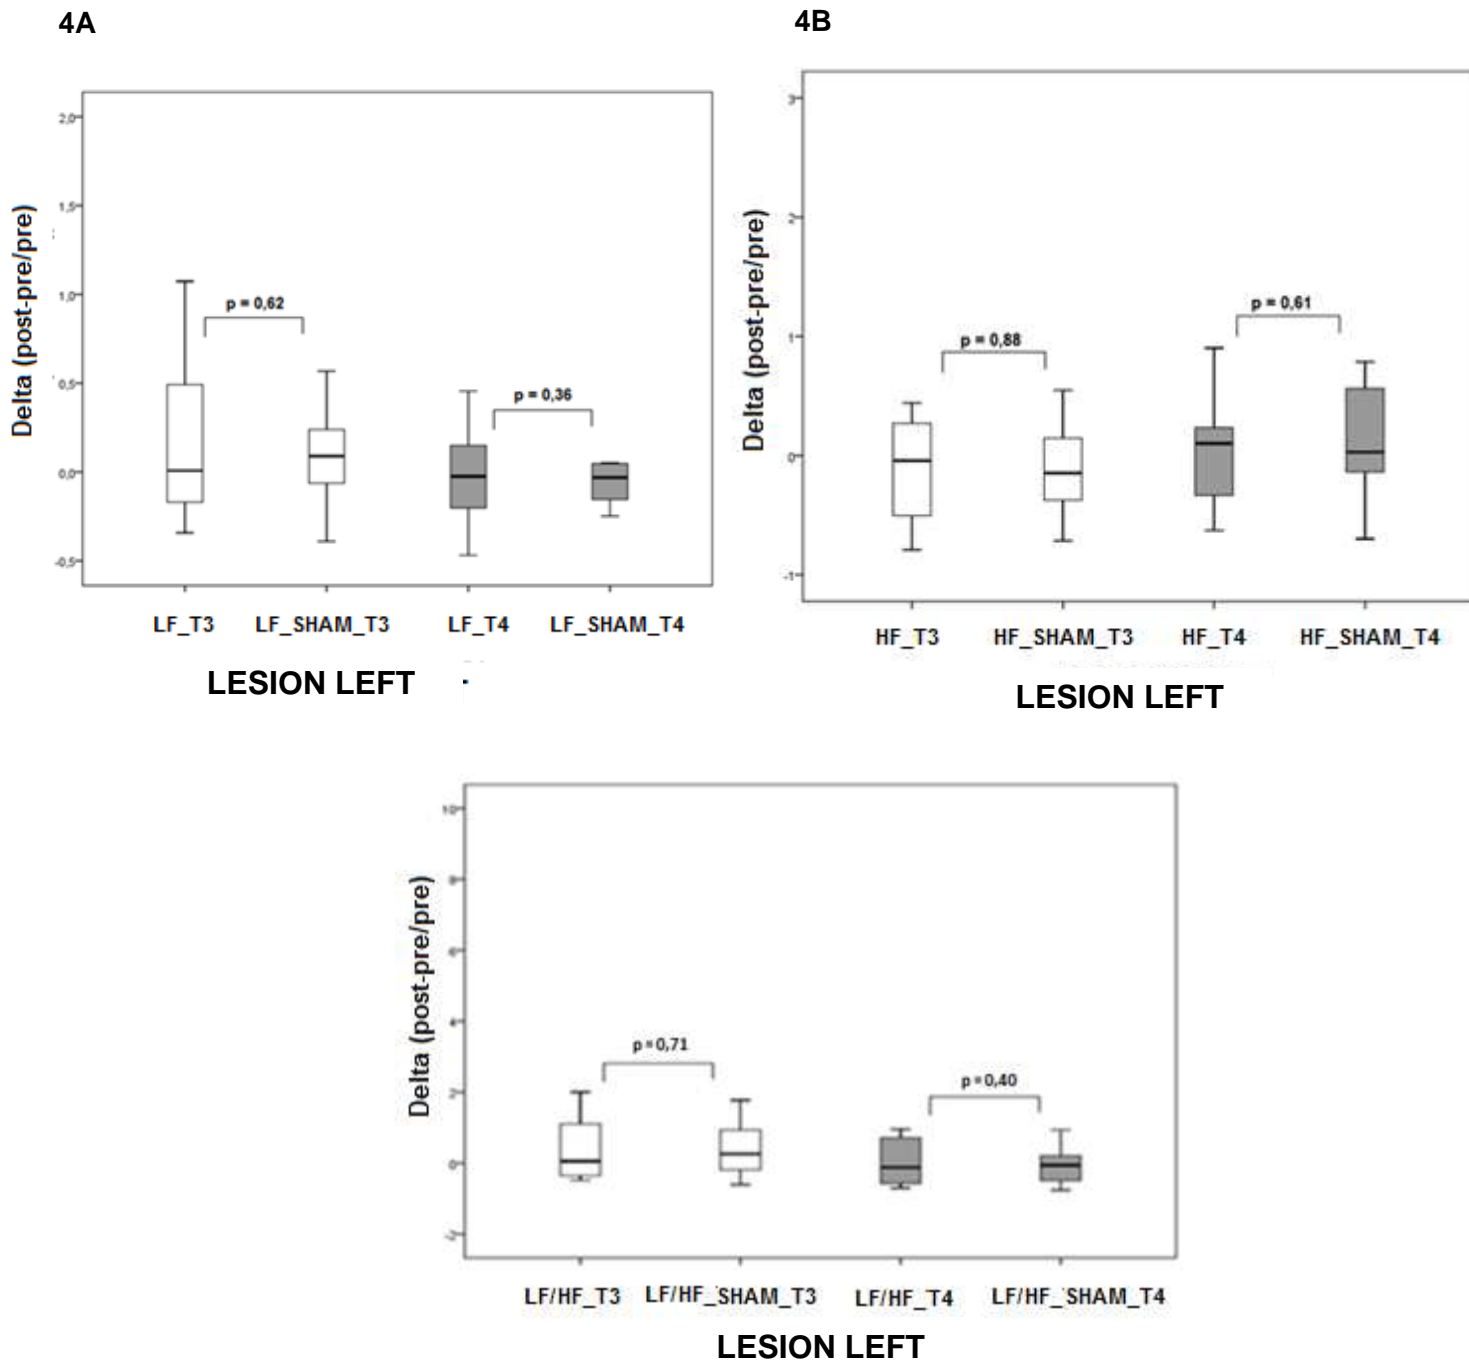 4A
4B
Delta (post-pre/pre)
2,0
1,5
1,0
0,5
0,0
-0,5
p = 0,62
p = 0,36
LF_T3 LF_SHAM_T3 LF_T4 LF_SHAM_T4
LESION LEFT
Delta (post-pre/pre)
3
2
1
0
-1
p = 0,88
p = 0,61
HF_T3 HF_SHAM_T3 HF_T4 HF_SHAM_T4
LESION LEFT
Delta (post-pre/pre)
10
8
6
4
2
0
-2
p = 0,71
p = 0,40
LF/HF_T3 LF/HF_SHAM_T3 LF/HF_T4 LF/HF_SHAM_T4
LESION LEFT